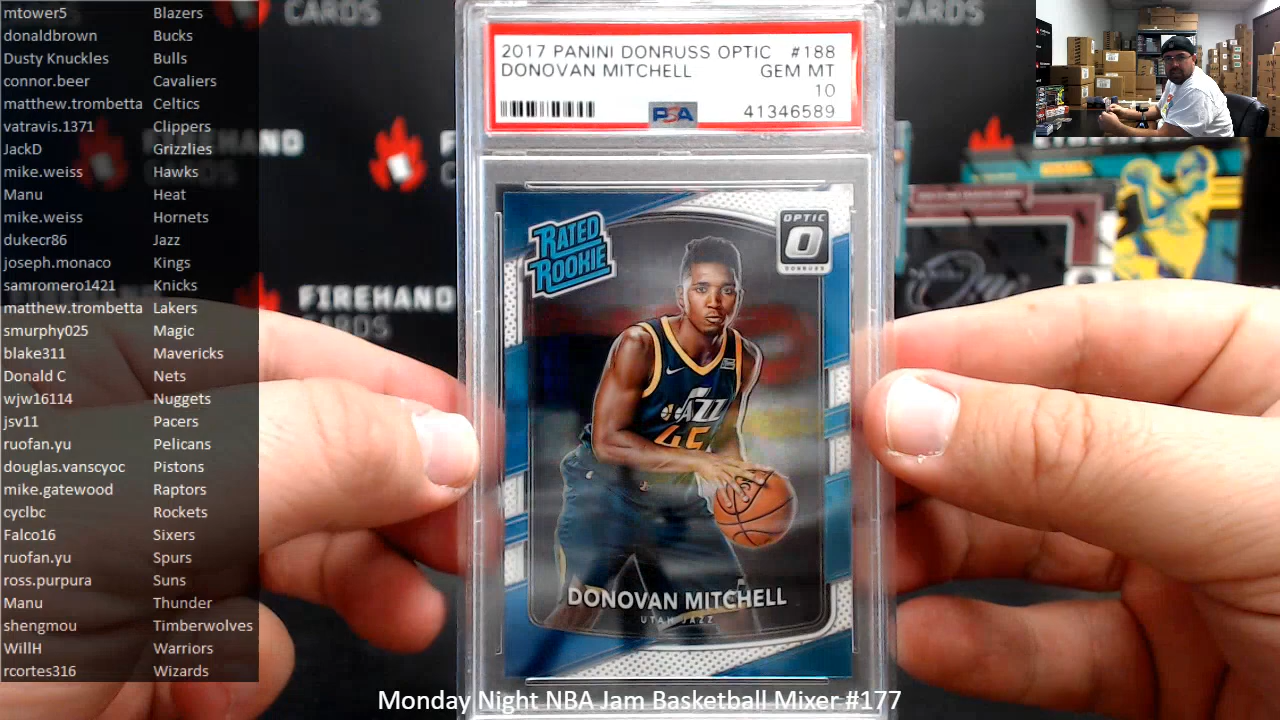 mtower5 Blazers
donaldbrown Bucks
Dusty Knuckles Bulls
connor.beer Cavaliers
matthew.trombetta Celtics
vatravis.1371 Clippers
JackD Grizzlies
mike.weiss Hawks
Manu Heat
mike.weiss Hornets
dukecr86 Jazz
joseph.monaco Kings
samromero1421 Knicks
matthew.trombetta Lakers
smurphy025 Magic
blake311 Mavericks
Donald C Nets
wjw16114 Nuggets
jsv11 Pacers
ruofan.yu Pelicans
douglas.vanscyoc Pistons
mike.gatewood Raptors
cyclbc Rockets
Falco16 Sixers
ruofan.yu Spurs
ross.purpura Suns
Manu Thunder
shengmou Timberwolves
WillH Warriors
rcortes316 Wizards
CARDS
CARDS
FIREHAND
CARDS
2017 PANINI DONRUSS OPTIC #188
DONOVAN MITCHELL GEM MT
10
PSA 41346589
RATED
ROOKIE
OPTIC
O
DONRUSS
JAZZ
45
DONOVAN MITCHELL
UTAH JAZZ
Monday Night NBA Jam Basketball Mixer #177